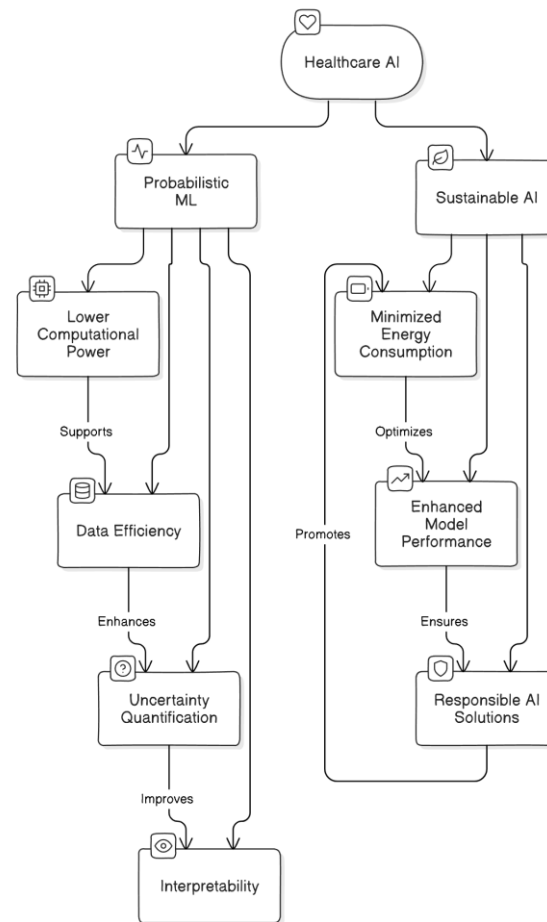 Healthcare AI
Probabilistic
ML
Sustainable AI
Lower
Computational
Power
Minimized
Energy
Consumption
Supports
Optimizes
Data Efficiency
Enhanced
Model
Performance
Promotes
Enhances
Ensures
Uncertainty
Quantification
Responsible AI
Solutions
Improves
Interpretability